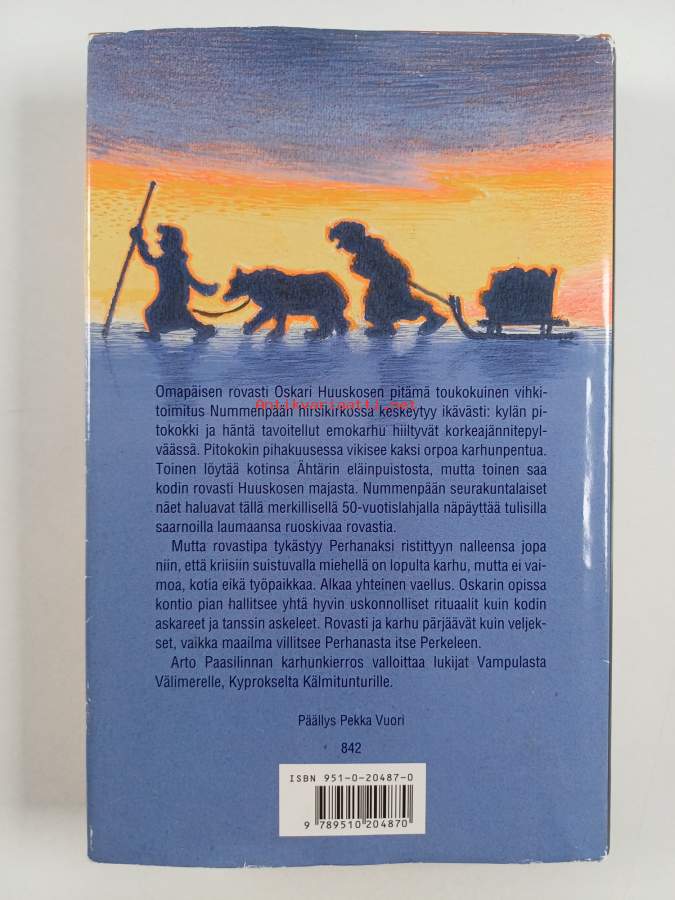 Omapäisen rovasti Oskari Huuskosen pitämä toukokuinen vihki-
Antikvariaatti.net
toimitus Nummenpään hirsikirkossa keskeytyy ikävästi: kylän pi-
tokokki ja häntä tavoitellut emokarhu hiiltyvät korkeajännitepyl-
väässä. Pitokokin pihakuusessa vikisee kaksi orpoa karhunpentua.
Toinen löytää kotinsa Ähtärin eläinpuistosta, mutta toinen saa
kodin rovasti Huuskosen majasta. Nummenpään seurakuntalaiset
näet haluavat tällä merkillisellä 50-vuotislahjalla näpäyttää tulisilla
saarnoilla laumaansa ruoskivaa rovastia.
Mutta rovastipa tykästyy Perhanaksi ristittyyn nalleensa jopa
niin, että kriisiin suistuvalla miehellä on lopulta karhu, mutta ei vai-
moa, kotia eikä työpaikkaa. Alkaa yhteinen vaellus. Oskarin opissa
kontio pian hallitsee yhtä hyvin uskonnolliset rituaalit kuin kodin
askareet ja tanssin askeleet. Rovasti ja karhu pärjäävät kuin veljek-
set, vaikka maailma villitsee Perhanasta itse Perkeleen.
Arto Paasilinnan karhunkierros valloittaa lukijat Vampulasta
Välimerelle, Kyprokselta Kälmitunturille.
Päällys Pekka Vuori
842
ISBN 951-0-20487-0
9 789510 204870